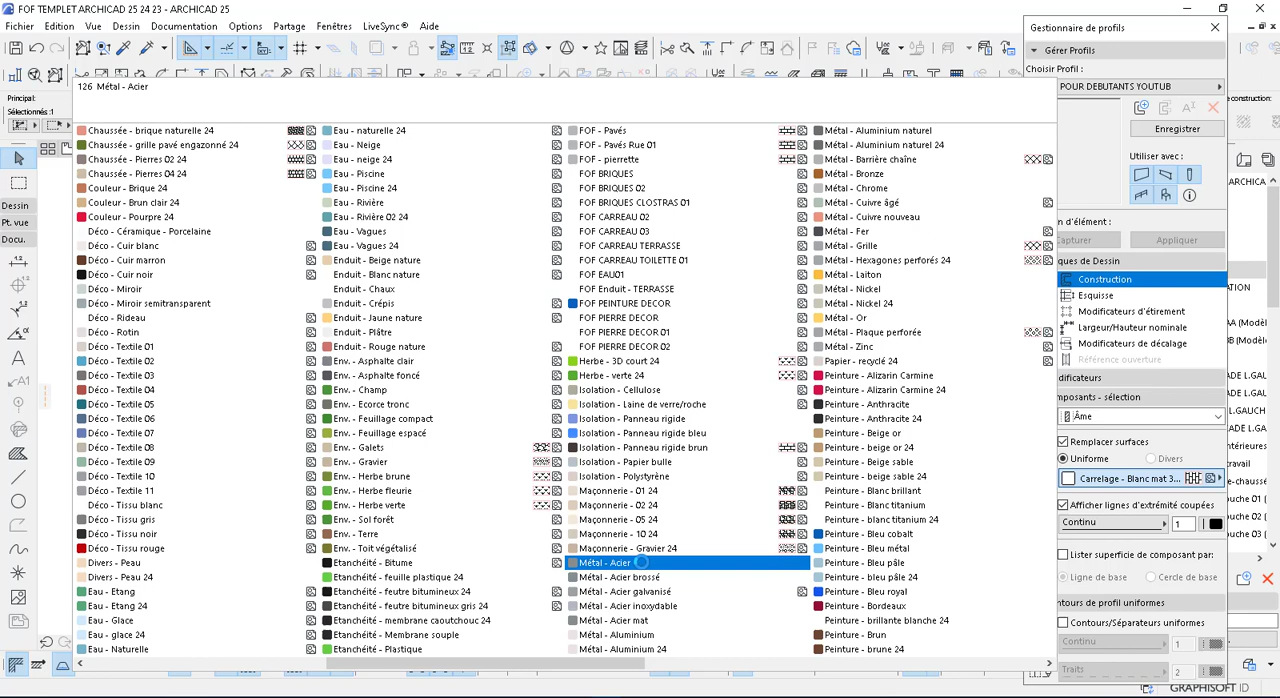 FOF TEMPLET ARCHICAD 25 24 23 - ARCHICAD 25
Fichier Edition Vue Dessin Documentation Options Partage Fenêtres LiveSync® Aide
Principal:
Sélectionnés :1
Dessin
Pt. vue
Docu.
126 Métal - Acier
Chaussée - brique naturelle 24
Chaussée - grille pavé engazonné 24
Chaussée - Pierres 02 24
Chaussée - Pierres 04 24
Couleur - Brique 24
Couleur - Brun clair 24
Couleur - Pourpre 24
Déco - Céramique - Porcelaine
Déco - Cuir blanc
Déco - Cuir marron
Déco - Cuir noir
Déco - Miroir
Déco - Miroir semitransparent
Déco - Rideau
Déco - Rotin
Déco - Textile 01
Déco - Textile 02
Déco - Textile 03
Déco - Textile 04
Déco - Textile 05
Déco - Textile 06
Déco - Textile 07
Déco - Textile 08
Déco - Textile 09
Déco - Textile 10
Déco - Textile 11
Déco - Tissu blanc
Déco - Tissu gris
Déco - Tissu noir
Déco - Tissu rouge
Divers - Peau
Divers - Peau 24
Eau - Etang
Eau - Etang 24
Eau - Glace
Eau - glace 24
Eau - Naturelle
Eau - naturelle 24
Eau - Neige
Eau - neige 24
Eau - Piscine
Eau - Piscine 24
Eau - Rivière
Eau - Rivière 02 24
Eau - Vagues
Eau - Vagues 24
Enduit - Beige nature
Enduit - Blanc nature
Enduit - Chaux
Enduit - Crépis
Enduit - Jaune nature
Enduit - Plâtre
Enduit - Rouge nature
Env. - Asphalte clair
Env. - Asphalte foncé
Env. - Champ
Env. - Ecorce tronc
Env. - Feuillage compact
Env. - Feuillage espacé
Env. - Galets
Env. - Gravier
Env. - Herbe brune
Env. - Herbe fleurie
Env. - Herbe verte
Env. - Sol forêt
Env. - Terre
Env. - Toit végétalisé
Etanchéité - Bitume
Etanchéité - feuille plastique 24
Etanchéité - feutre bitumineux 24
Etanchéité - feutre bitumineux gris 24
Etanchéité - membrane caoutchouc 24
Etanchéité - Membrane souple
Etanchéité - Plastique
FOF - Pavés
FOF - Pavés Rue 01
FOF - pierrette
FOF BRIQUES
FOF BRIQUES 02
FOF BRIQUES CLOSTRAS 01
FOF CARREAU 02
FOF CARREAU 03
FOF CARREAU TERRASSE
FOF CARREAU TOILETTE 01
FOF EAU01
FOF Enduit - TERRASSE
FOF PEINTURE DECOR
FOF PIERRE DECOR
FOF PIERRE DECOR 01
FOF PIERRE DECOR 02
Herbe - 3D court 24
Herbe - verte 24
Isolation - Cellulose
Isolation - Laine de verre/roche
Isolation - Panneau rigide
Isolation - Panneau rigide bleu
Isolation - Panneau rigide brun
Isolation - Papier bulle
Isolation - Polystyrène
Maçonnerie - 01 24
Maçonnerie - 02 24
Maçonnerie - 05 24
Maçonnerie - 10 24
Maçonnerie - Gravier 24
Métal - Acier
Métal - Acier brossé
Métal - Acier galvanisé
Métal - Acier inoxydable
Métal - Acier mat
Métal - Aluminium
Métal - Aluminium 24
Métal - Aluminium naturel
Métal - Aluminium naturel 24
Métal - Barrière chaîne
Métal - Bronze
Métal - Chrome
Métal - Cuivre âgé
Métal - Cuivre nouveau
Métal - Fer
Métal - Grille
Métal - Hexagones perforés 24
Métal - Laiton
Métal - Nickel
Métal - Nickel 24
Métal - Or
Métal - Plaque perforée
Métal - Zinc
Papier - recyclé 24
Peinture - Alizarin Carmine
Peinture - Alizarin Carmine 24
Peinture - Anthracite
Peinture - Anthracite 24
Peinture - Beige or
Peinture - beige or 24
Peinture - Beige sable
Peinture - beige sable 24
Peinture - Blanc brillant
Peinture - Blanc titanium
Peinture - blanc titanium 24
Peinture - Bleu cobalt
Peinture - Bleu métal
Peinture - Bleu pâle
Peinture - bleu pâle 24
Peinture - Bleu royal
Peinture - Bordeaux
Peinture - brillante blanche 24
Peinture - Brun
Peinture - brune 24
Gestionnaire de profils
Gérer Profils
Choisir Profil :
POUR DEBUTANTS YOUTUB
Enregistrer
Utiliser avec :
n d'élément :
Capturer Appliquer
ques de Dessin
Construction
Esquisse
Modificateurs d'étirement
Largeur/Hauteur nominale
Modificateurs de décalage
Référence ouverture
odificateurs
mposants - sélection
Âme
Remplacer surfaces
Uniforme Divers
Carrelage - Blanc mat 3...
Afficher lignes d'extrémité coupées
Continu 1
Lister superficie de composant par:
Ligne de base Cercle de base
ntours de profil uniformes
Contours/Séparateurs uniformes
Continu 1
Traits 2
GRAPHISOFT ID